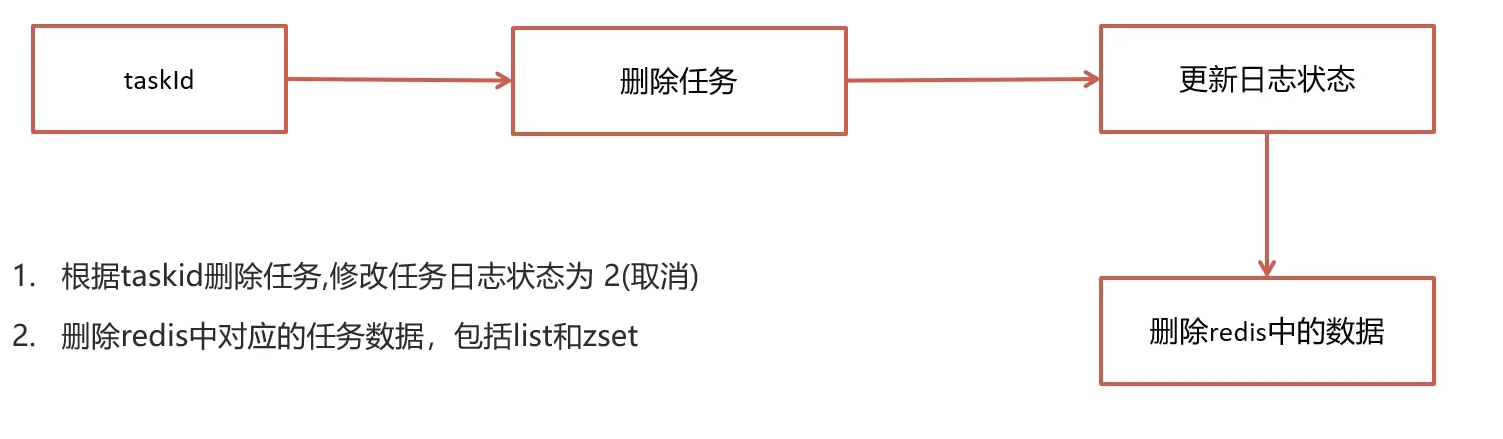 taskId
删除任务
更新日志状态
1. 根据taskid删除任务,修改任务日志状态为 2(取消)
2. 删除redis中对应的任务数据，包括list和zset
删除redis中的数据